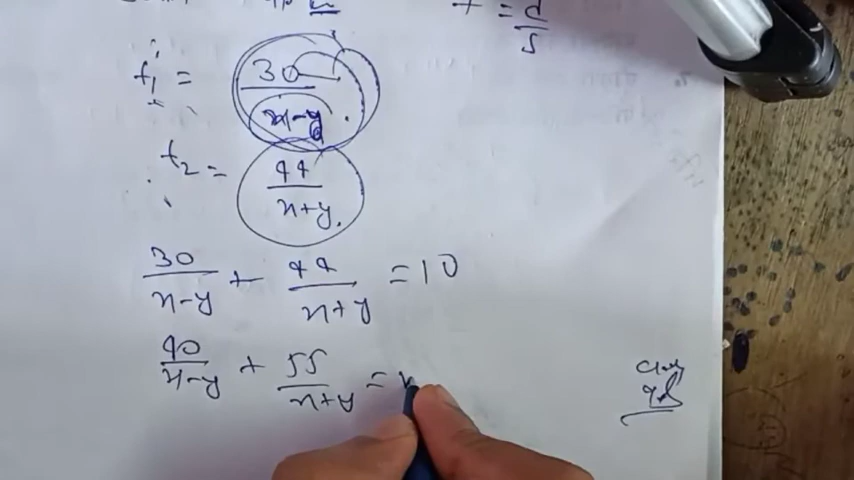 t = d/s
t₁ = 30/(x-y)
t₂ = 44/(x+y)
30/(x-y) + 44/(x+y) = 10
40/(x-y) + 55/(x+y) =